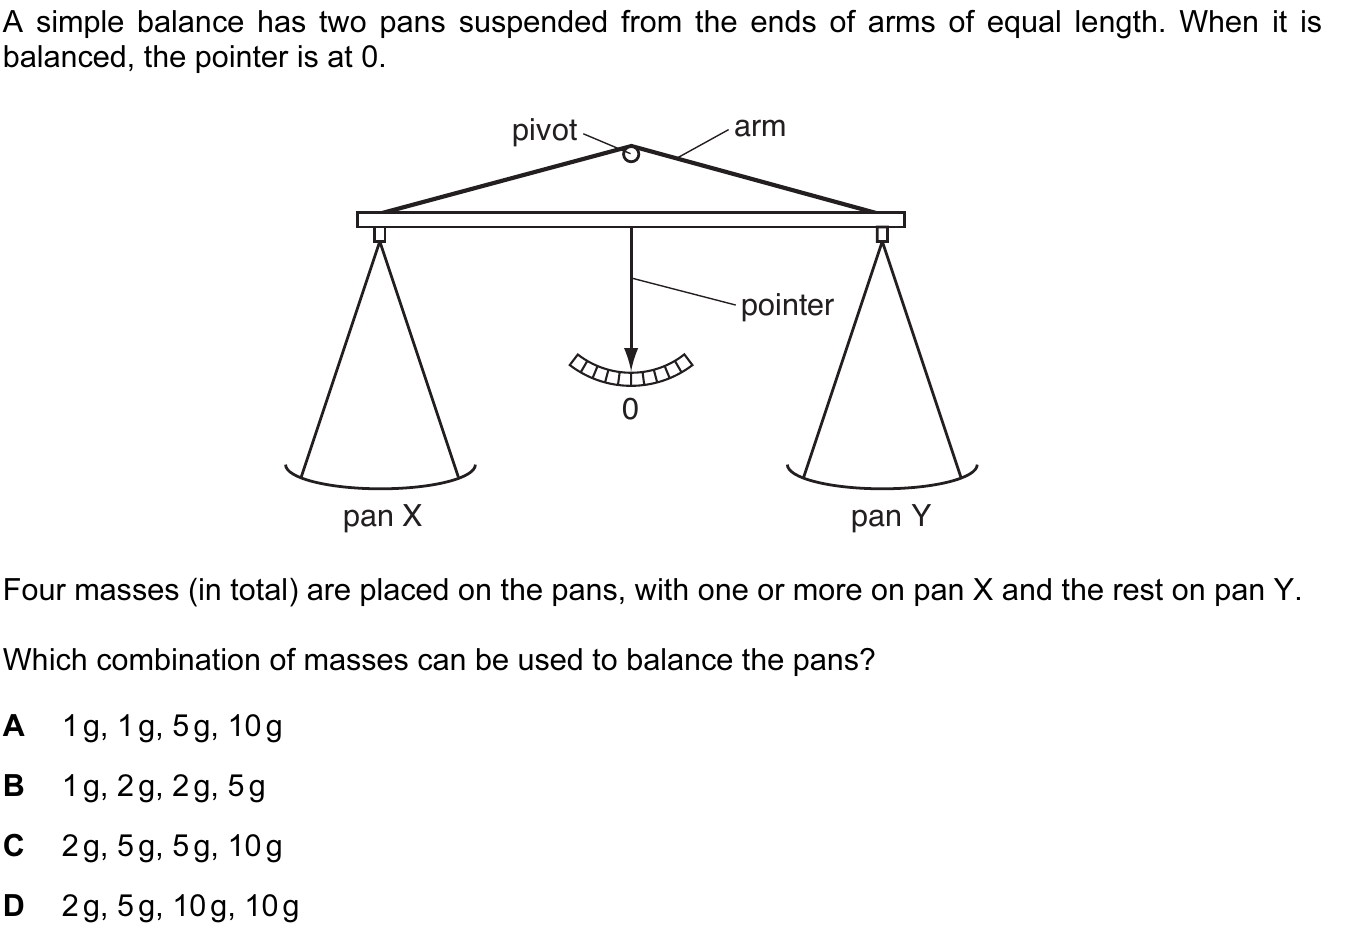 A simple balance has two pans suspended from the ends of arms of equal length. When it is
balanced, the pointer is at 0.
pivot
arm
pointer
0
pan X
pan Y
Four masses (in total) are placed on the pans, with one or more on pan X and the rest on pan Y.
Which combination of masses can be used to balance the pans?
A 1 g, 1 g, 5 g, 10 g
B 1 g, 2 g, 2 g, 5 g
C 2 g, 5 g, 5 g, 10 g
D 2 g, 5 g, 10 g, 10 g